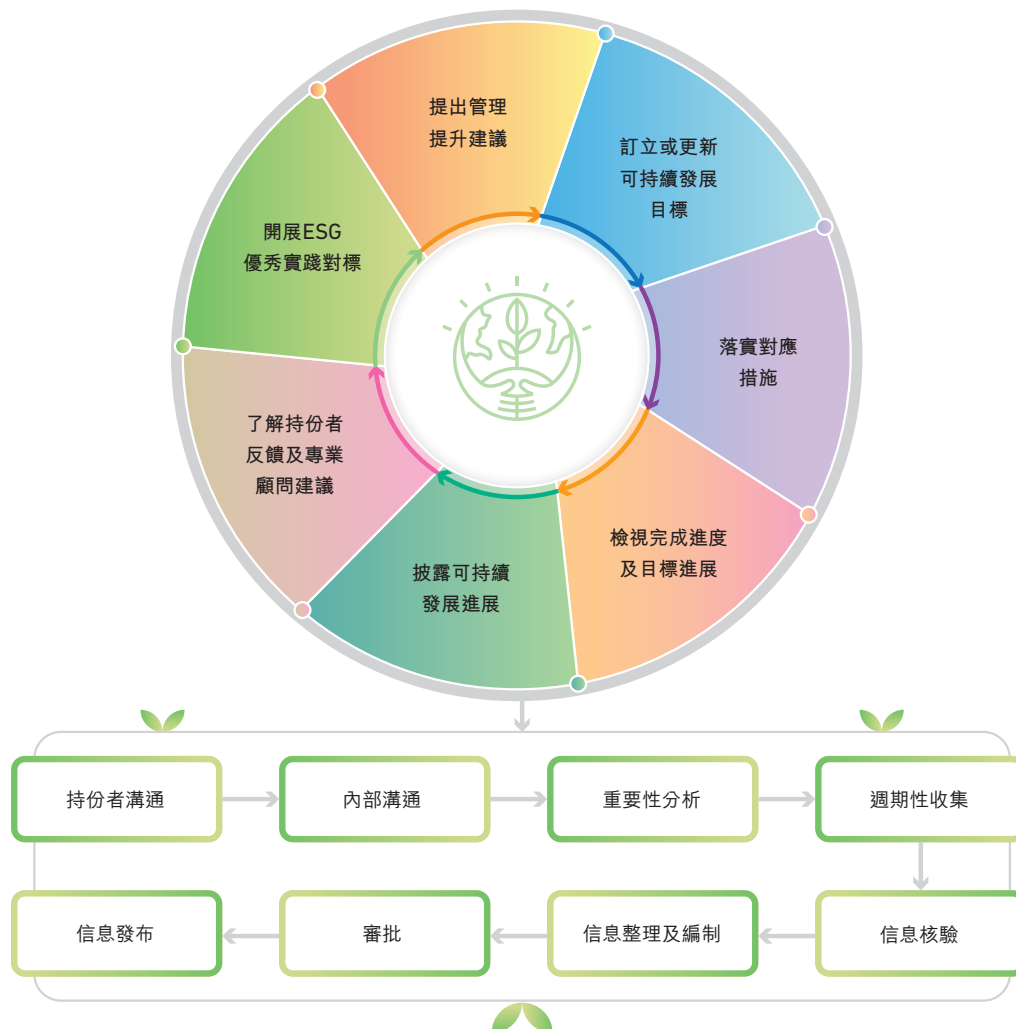 提出管理
提升建議
訂立或更新
可持續發展
目標
落實對應
措施
檢視完成進度
及目標進展
披露可持續
發展進展
了解持份者
反饋及專業
顧問建議
開展ESG
優秀實踐對標
持份者溝通
內部溝通
重要性分析
週期性收集
信息核驗
信息整理及編制
審批
信息發布